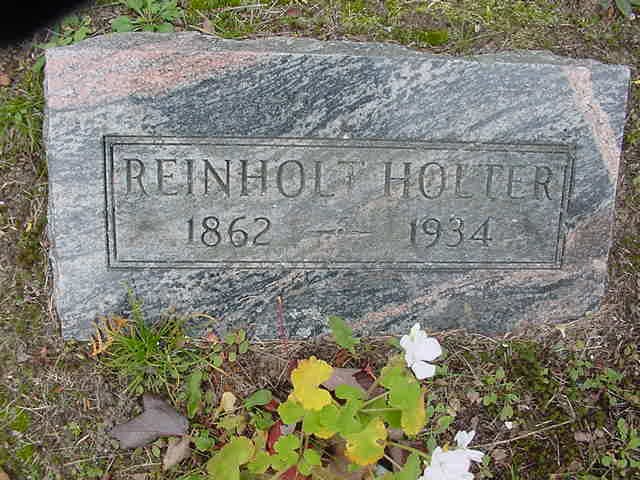 REINHOLT HOLTER
1862 — 1934